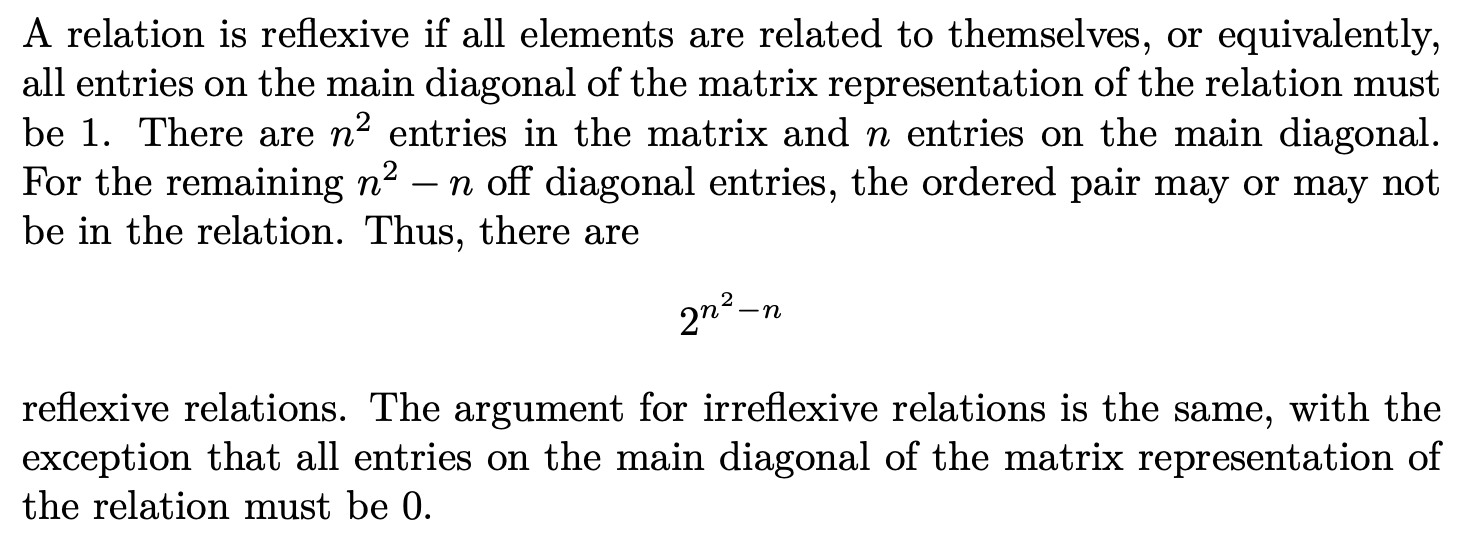 A relation is reflexive if all elements are related to themselves, or equivalently,
all entries on the main diagonal of the matrix representation of the relation must
be 1. There are n² entries in the matrix and n entries on the main diagonal.
For the remaining n² − n off diagonal entries, the ordered pair may or may not
be in the relation. Thus, there are
2^{n²−n}
reflexive relations. The argument for irreflexive relations is the same, with the
exception that all entries on the main diagonal of the matrix representation of
the relation must be 0.